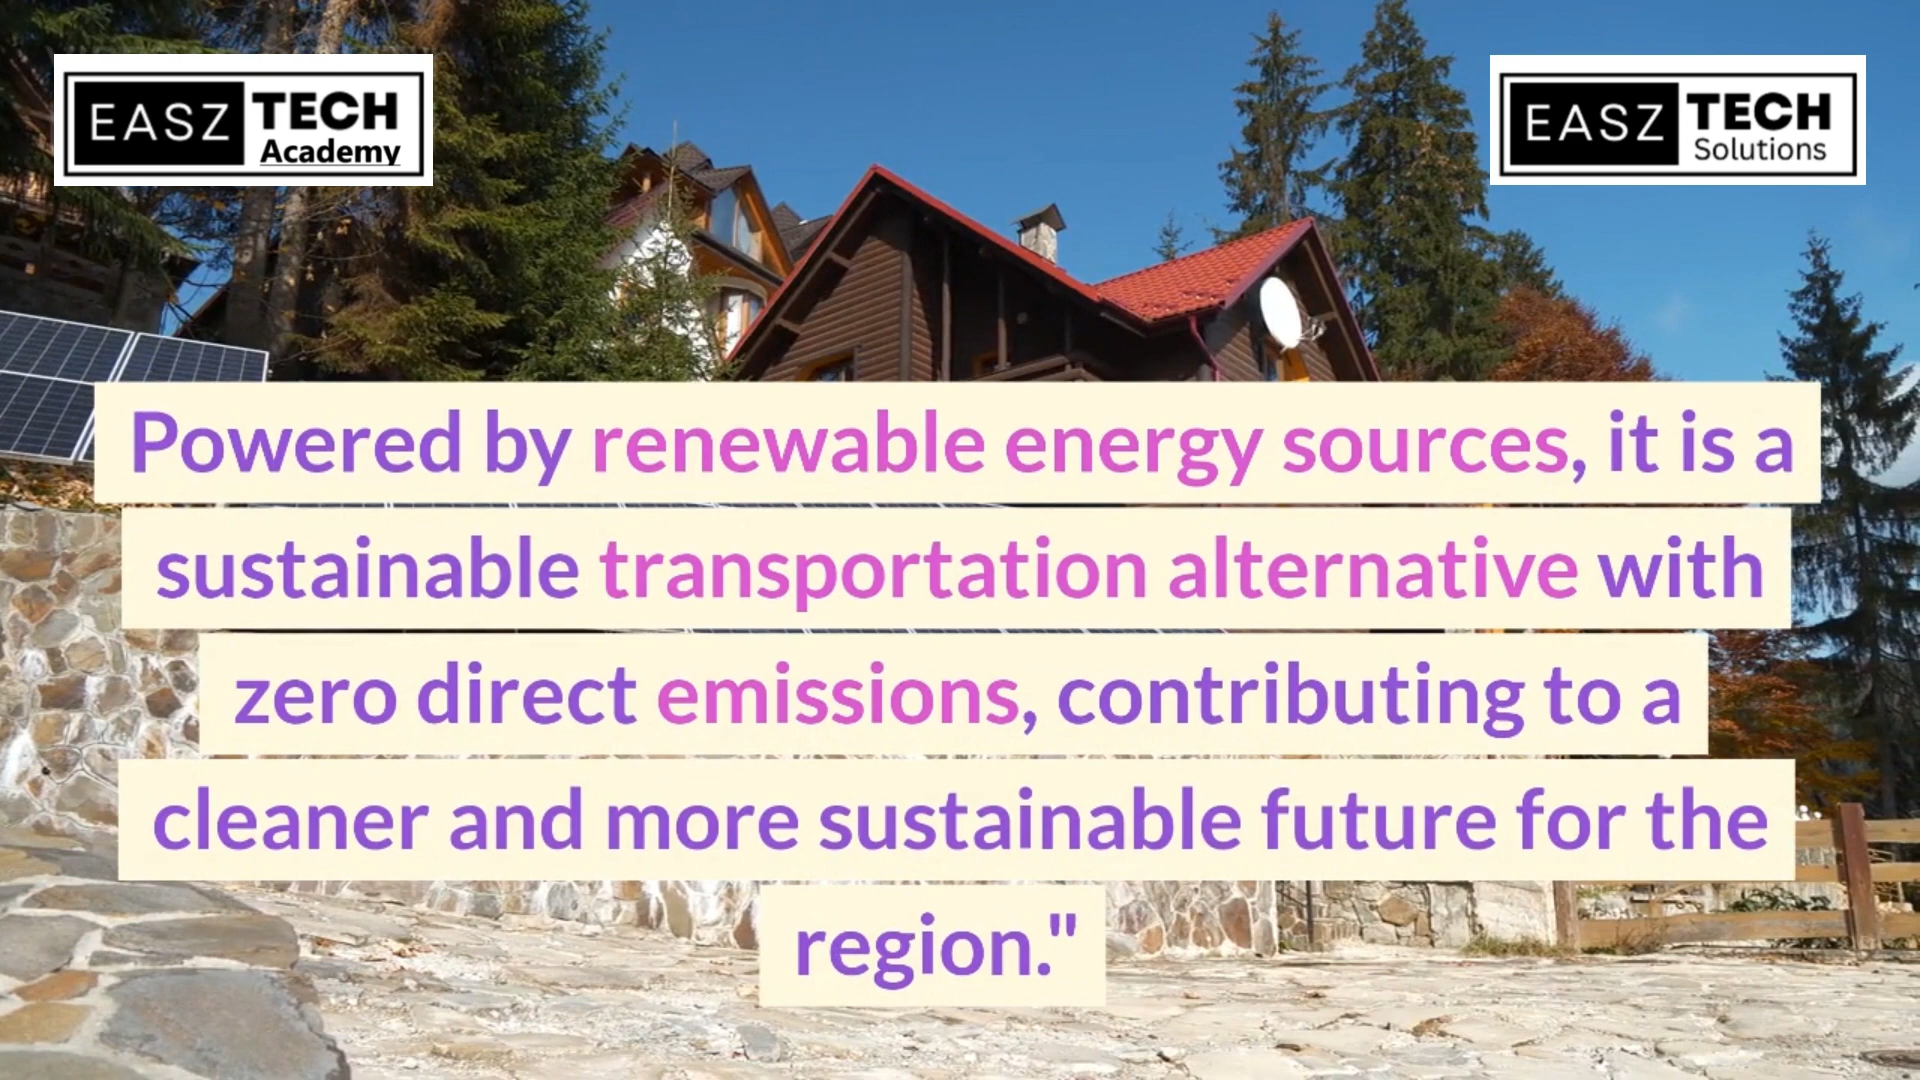 EASZ TECH
Academy
EASZ TECH
Solutions
Powered by renewable energy sources, it is a
sustainable transportation alternative with
zero direct emissions, contributing to a
cleaner and more sustainable future for the
region."